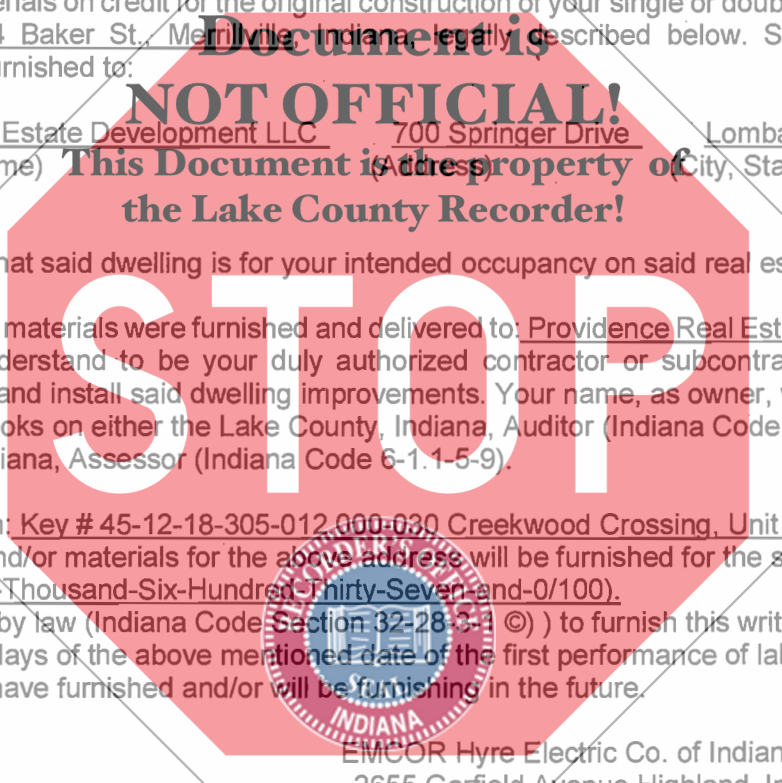 erials on credit for the original construction of your single or doub
4 Baker St., Merrillville, Indiana, legally described below. S
Document is
urnished to:
NOT OFFICIAL!
Estate Development LLC 700 Springer Drive Lomba
me) (Address) (City, Sta
This Document is the property of
the Lake County Recorder!
hat said dwelling is for your intended occupancy on said real es
STOP
materials were furnished and delivered to: Providence Real Est
derstand to be your duly authorized contractor or subcontra
and install said dwelling improvements. Your name, as owner,
oks on either the Lake County, Indiana, Auditor (Indiana Code
iana, Assessor (Indiana Code 6-1.1-5-9).
n: Key # 45-12-18-305-012.000-030 Creekwood Crossing, Unit
nd/or materials for the above address will be furnished for the s
-Thousand-Six-Hundred-Thirty-Seven-and-0/100).
by law (Indiana Code Section 32-28-3-1 ©) ) to furnish this writ
days of the above mentioned date of the first performance of lab
have furnished and/or will be furnishing in the future.
RECORDER'S OFFICE
SEAL
INDIANA
EMCOR Hyre Electric Co. of Indian
2655 Garfield Avenue Highland, I